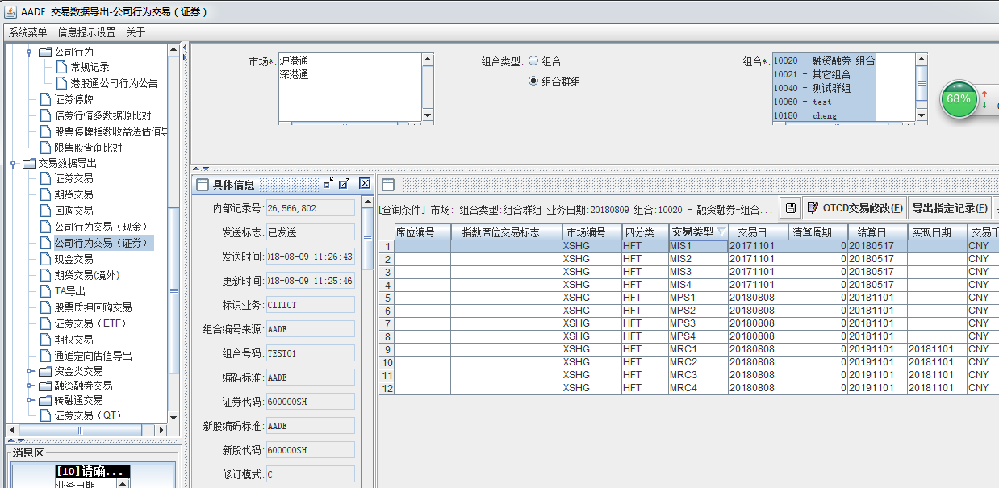 AADE 交易数据导出-公司行为交易（证券）
系统菜单 信息提示设置 关于
公司行为
常规记录
港股通公司行为公告
证券停牌
债券行情多数据源比对
股票停牌指数收益法估值导
限售股查询比对
交易数据导出
证券交易
期货交易
回购交易
公司行为交易（现金）
公司行为交易（证券）
现金交易
期货交易(境外)
TA导出
股票质押回购交易
证券交易（ETF）
期权交易
通道定向估值导出
资金类交易
融资融券交易
转融通交易
证券交易（QT）
消息区
[10]请确...
业务日期
市场*:
沪港通
深港通
组合类型: 组合
组合群组
组合*:
10020 - 融资融券-组合
10021 - 其它组合
10040 - 测试群组
10060 - test
10180 - cheng
68%
具体信息
内部记录号: 26,566,802
发送标志: 已发送
发送时间: 18-08-09 11:26:43
更新时间: 18-08-09 11:25:46
标识业务: CITICT
组合编号来源: AADE
组合号码: TEST01
编码标准: AADE
证券代码: 600000SH
新股编码标准: AADE
新股代码: 600000SH
修订模式: C
[查询条件] 市场: 组合类型:组合群组 业务日期:20180809 组合:10020 - 融资融券-组合...
OTCD交易修改(E) 导出指定记录(E)
席位编号 指数席位交易标志 市场编号 四分类 交易类型 交易日 清算周期 结算日 实现日期 交易币
1 XSHG HFT MIS1 20171101 0 20180517 CNY
2 XSHG HFT MIS2 20171101 0 20180517 CNY
3 XSHG HFT MIS3 20171101 0 20180517 CNY
4 XSHG HFT MIS4 20171101 0 20180517 CNY
5 XSHG HFT MPS1 20180808 0 20181101 CNY
6 XSHG HFT MPS2 20180808 0 20181101 CNY
7 XSHG HFT MPS3 20180808 0 20181101 CNY
8 XSHG HFT MPS4 20180808 0 20181101 CNY
9 XSHG HFT MRC1 20180808 0 20191101 20181101 CNY
10 XSHG HFT MRC2 20180808 0 20191101 20181101 CNY
11 XSHG HFT MRC3 20180808 0 20191101 20181101 CNY
12 XSHG HFT MRC4 20180808 0 20191101 20181101 CNY